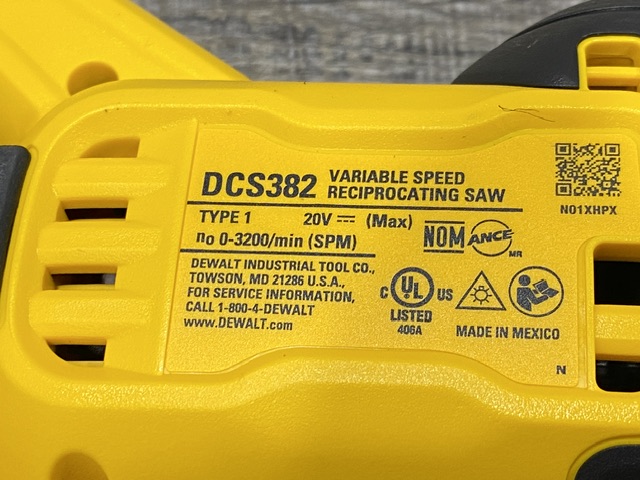 DCS382 VARIABLE SPEED
RECIPROCATING SAW
N01XHPX
TYPE 1 20V ⎓ (Max)
no 0-3200/min (SPM)
NOM ANCE MR
DEWALT INDUSTRIAL TOOL CO.,
TOWSON, MD 21286 U.S.A.,
FOR SERVICE INFORMATION,
CALL 1-800-4-DEWALT
www.DEWALT.com
C UL US
LISTED
406A
MADE IN MEXICO
N